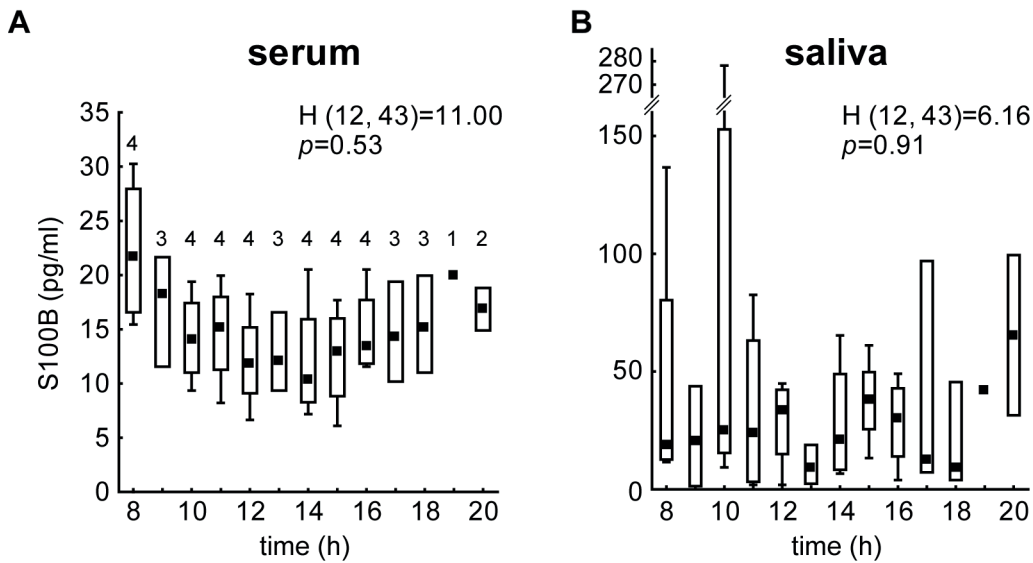 A
serum
H (12, 43)=11.00
p=0.53
S100B (pg/ml)
35
30
25
20
15
10
5
0
4 3 4 4 4 3 4 4 4 3 3 1 2
8 10 12 14 16 18 20
time (h)
B
saliva
H (12, 43)=6.16
p=0.91
280
270
150
100
50
0
8 10 12 14 16 18 20
time (h)